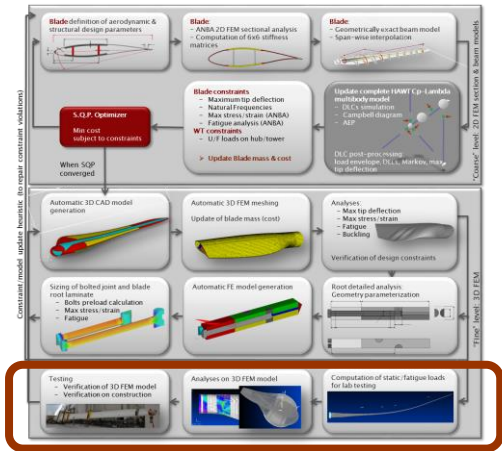 Blade definition of aerodynamic &
structural design parameters
Blade:
- ANBA 2D FEM sectional analysis
- Computation of 6x6 stiffness
matrices
Blade:
- Geometrically exact beam model
- Span-wise interpolation
"Coarse" level: 2D FEM section & beam models
Constraint/model update heuristic (to repair constraint violations)
S.Q.P. Optimizer
Min cost
subject to constraints
Blade constraints
- Maximum tip deflection
- Natural Frequencies
- Max stress/strain (ANBA)
- Fatigue analysis (ANBA)
WT constraints
- U/F loads on hub/tower
> Update Blade mass & cost
Update complete HAWT Cp-Lambda
multibody model
- DLCs simulation
- Campbell diagram
- AEP
DLC post-processing:
load envelope, DELs, Markov, max
tip deflection
When SQP
converged
Automatic 3D CAD model
generation
Automatic 3D FEM meshing
Update of blade mass (cost)
Analyses:
- Max tip deflection
- Max stress/strain
- Fatigue
- Buckling
Verification of design constraints
"Fine" level: 3D FEM
Sizing of bolted joint and blade
root laminate
- Bolts preload calculation
- Max stress/strain
- Fatigue
Automatic FE model generation
Root detailed analysis:
Geometry parameterization
Testing
- Verification of 3D FEM model
- Verification on construction
Analyses on 3D FEM model
Computation of static/fatigue loads
for lab testing